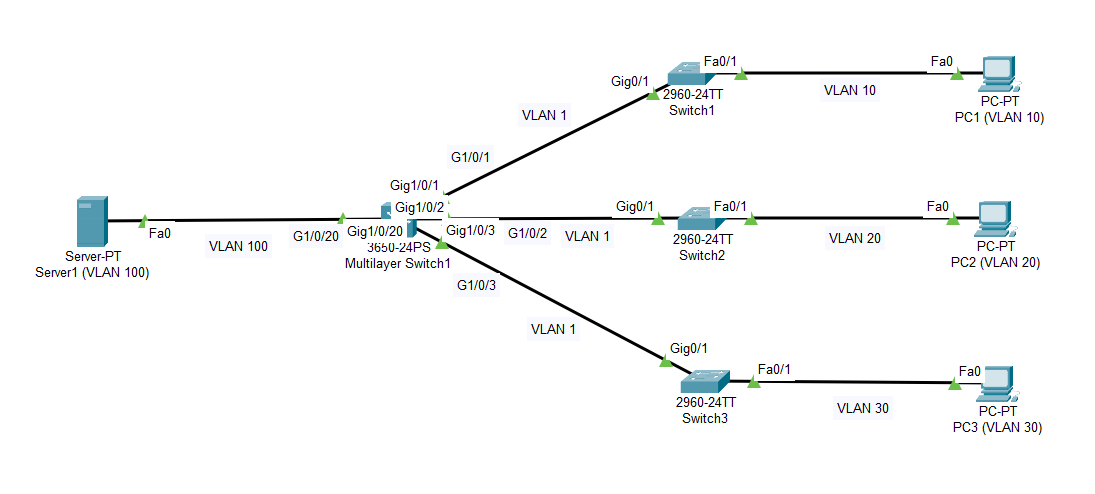 Fa0/1
Fa0
Gig0/1
VLAN 10
2960-24TT
Switch1
PC-PT
PC1 (VLAN 10)
VLAN 1
G1/0/1
Gig1/0/1
Gig1/0/2
Gig0/1
Fa0/1
Fa0
Fa0
G1/0/20
Gig1/0/20
Gig1/0/3
G1/0/2
VLAN 1
2960-24TT
Switch2
VLAN 20
PC-PT
PC2 (VLAN 20)
VLAN 100
Server-PT
Server1 (VLAN 100)
3650-24PS
Multilayer Switch1
G1/0/3
VLAN 1
Gig0/1
Fa0/1
Fa0
2960-24TT
Switch3
VLAN 30
PC-PT
PC3 (VLAN 30)